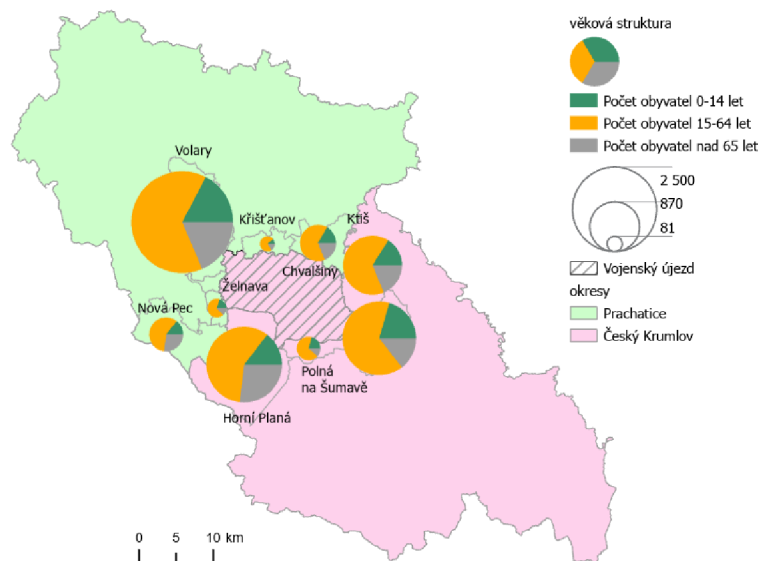 věková struktura
Počet obyvatel 0-14 let
Počet obyvatel 15-64 let
Počet obyvatel nad 65 let
2 500
870
81
Vojenský újezd
okresy
Prachatice
Český Krumlov
Volary
Křišťanov
Ktiš
Chvalšiny
Želnava
Nová Pec
Polná
na Šumavě
Horní Planá
0 5 10 km